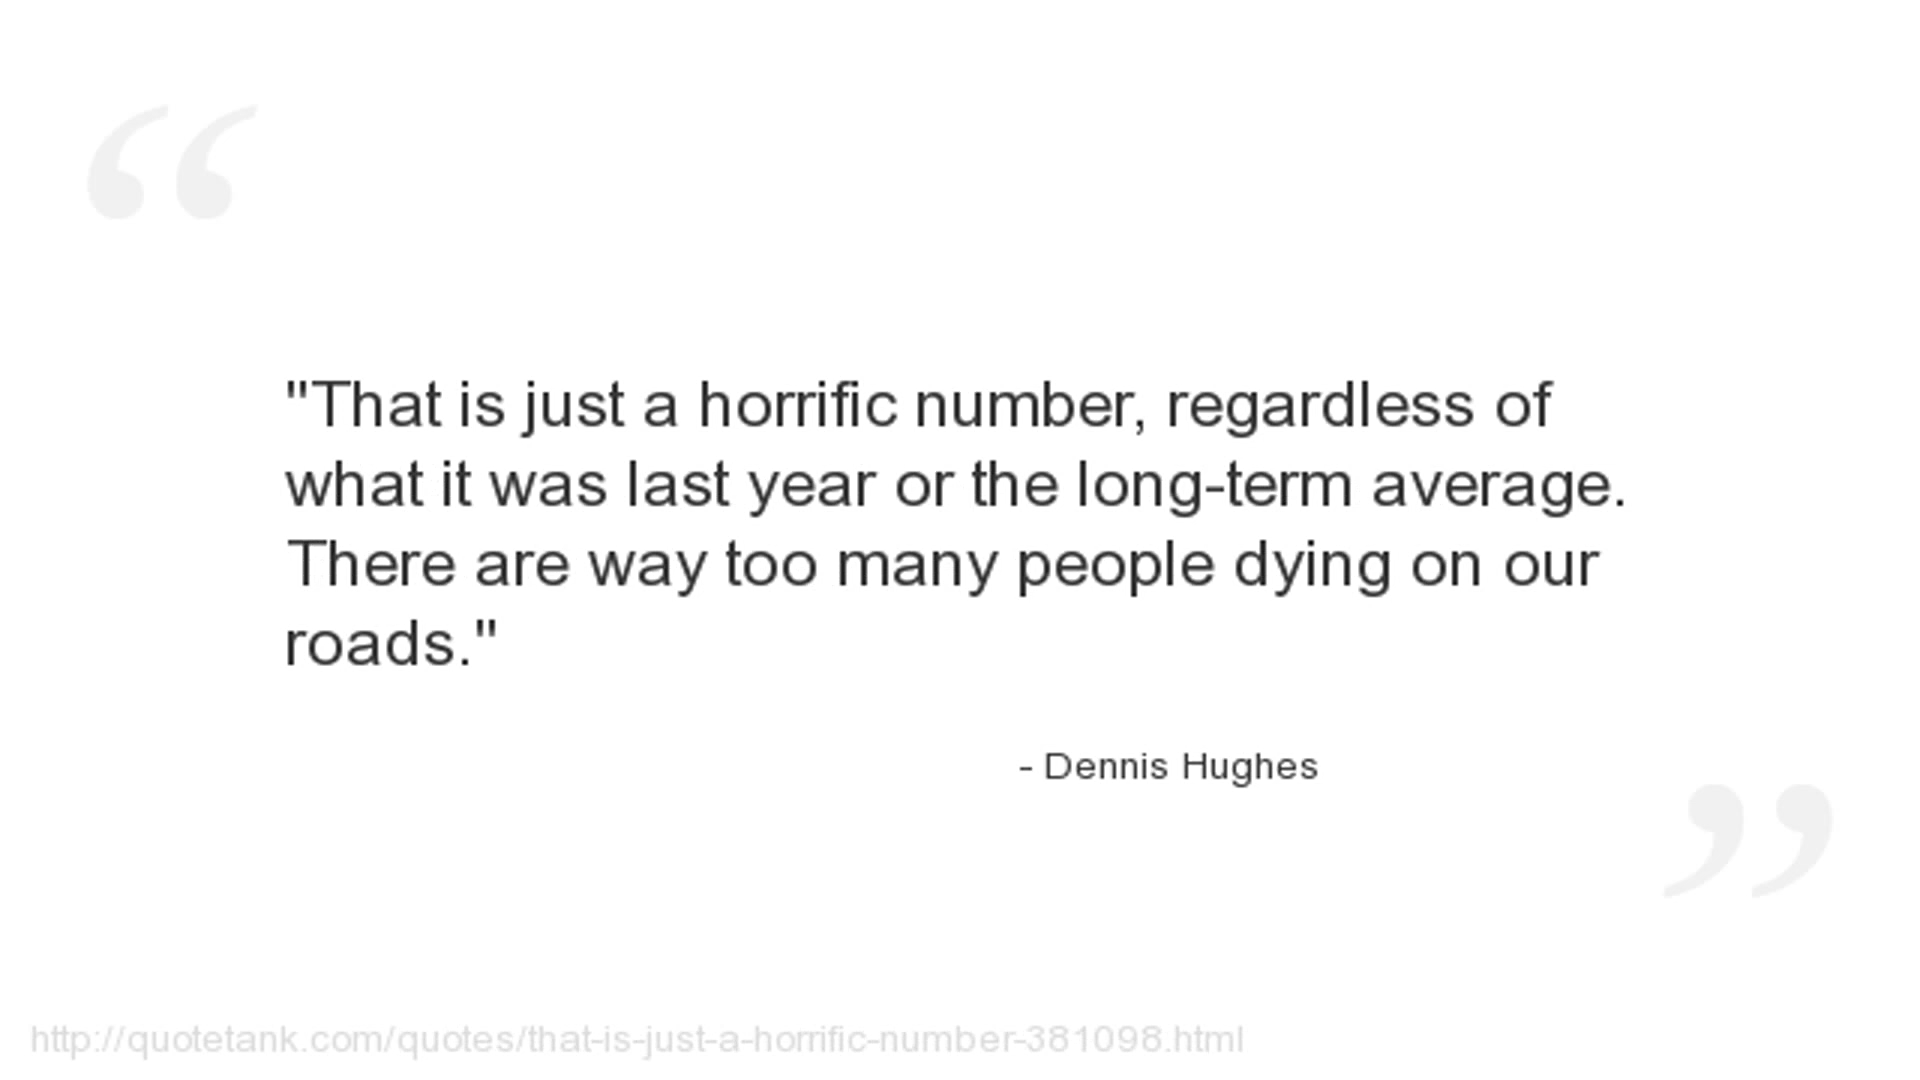 "That is just a horrific number, regardless of
what it was last year or the long-term average.
There are way too many people dying on our
roads."
- Dennis Hughes
http://quotetank.com/quotes/that-is-just-a-horrific-number-381098.html